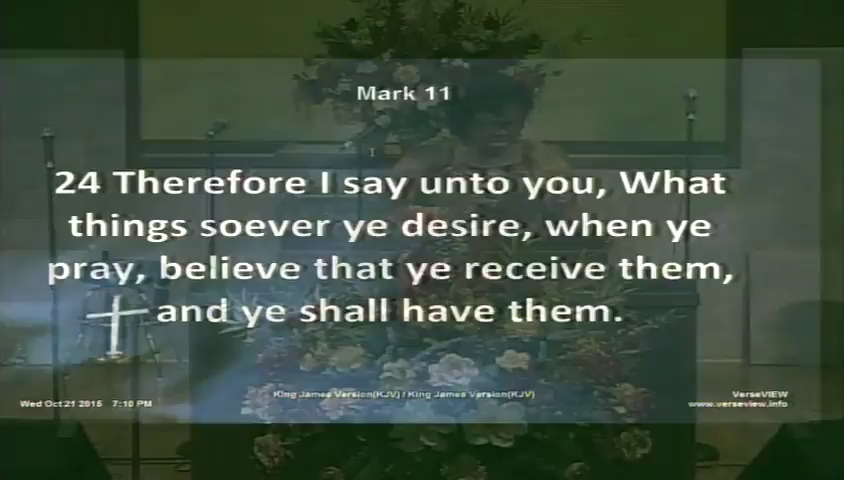 Mark 11
24 Therefore I say unto you, What
things soever ye desire, when ye
pray, believe that ye receive them,
and ye shall have them.
King James Version(KJV) / King James Version(KJV)
Wed Oct 21 2015 7:10 PM
VerseVIEW
www.verseview.info